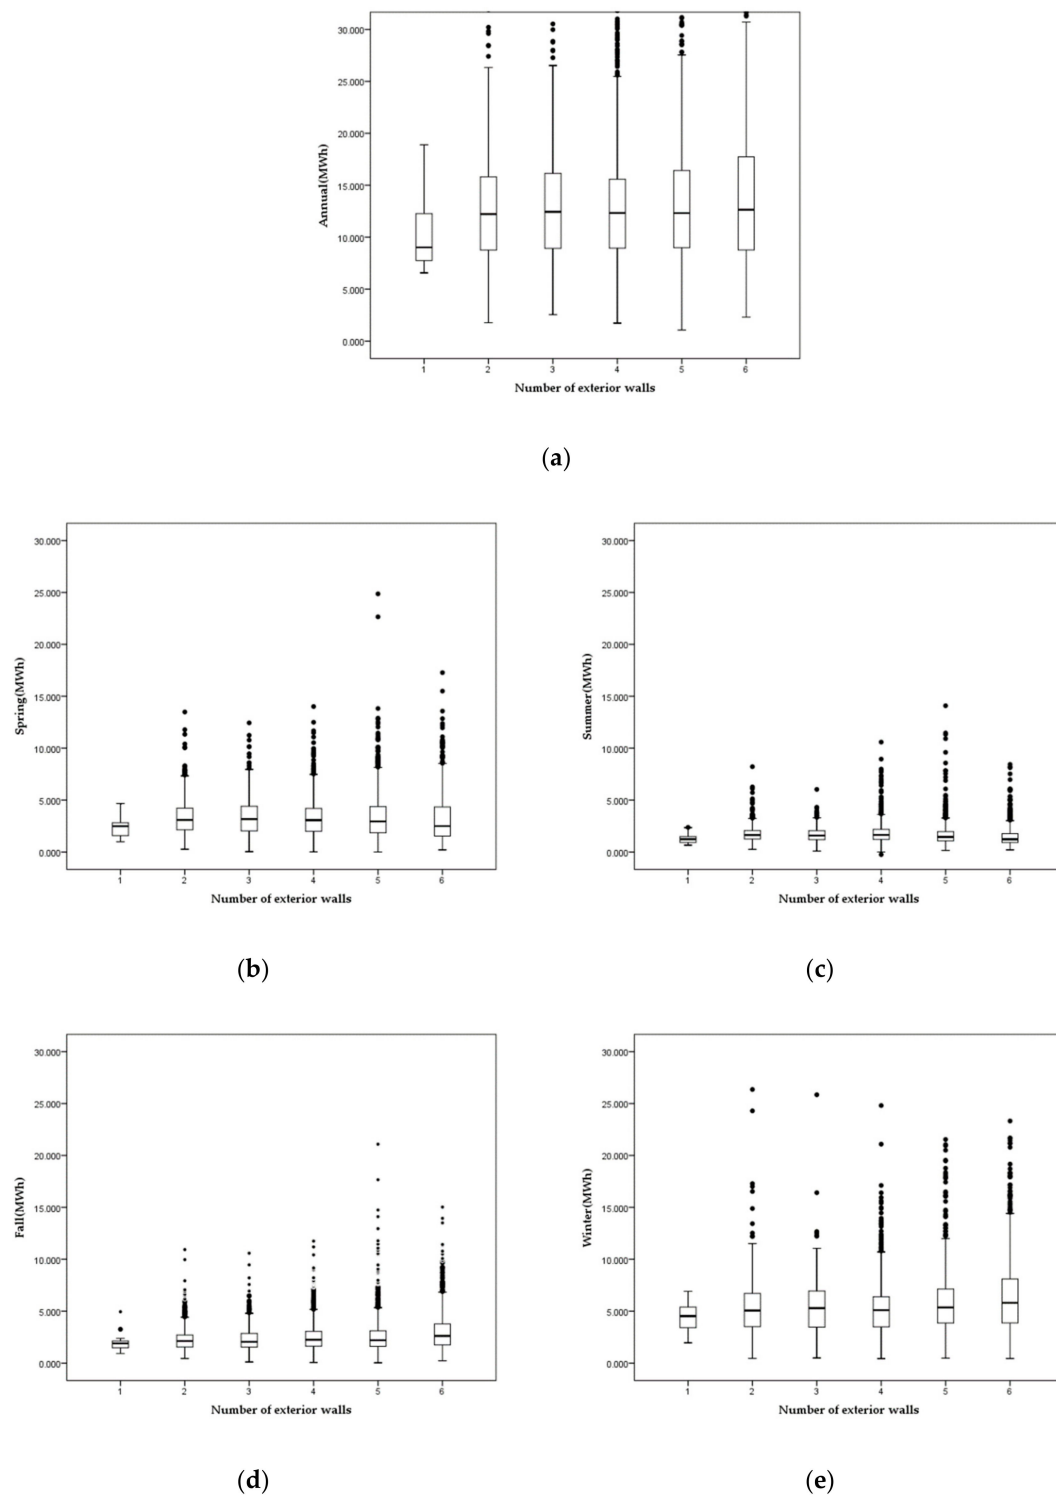 30.000
25.000
20.000
15.000
10.000
5.000
0.000
Annual(MWh)
1 2 3 4 5 6
Number of exterior walls
(a)
30.000
25.000
20.000
15.000
10.000
5.000
0.000
Spring(MWh)
1 2 3 4 5 6
Number of exterior walls
(b)
30.000
25.000
20.000
15.000
10.000
5.000
0.000
Summer(MWh)
1 2 3 4 5 6
Number of exterior walls
(c)
30.000
25.000
20.000
15.000
10.000
5.000
0.000
Fall(MWh)
1 2 3 4 5 6
Number of exterior walls
(d)
30.000
25.000
20.000
15.000
10.000
5.000
0.000
Winter(MWh)
1 2 3 4 5 6
Number of exterior walls
(e)